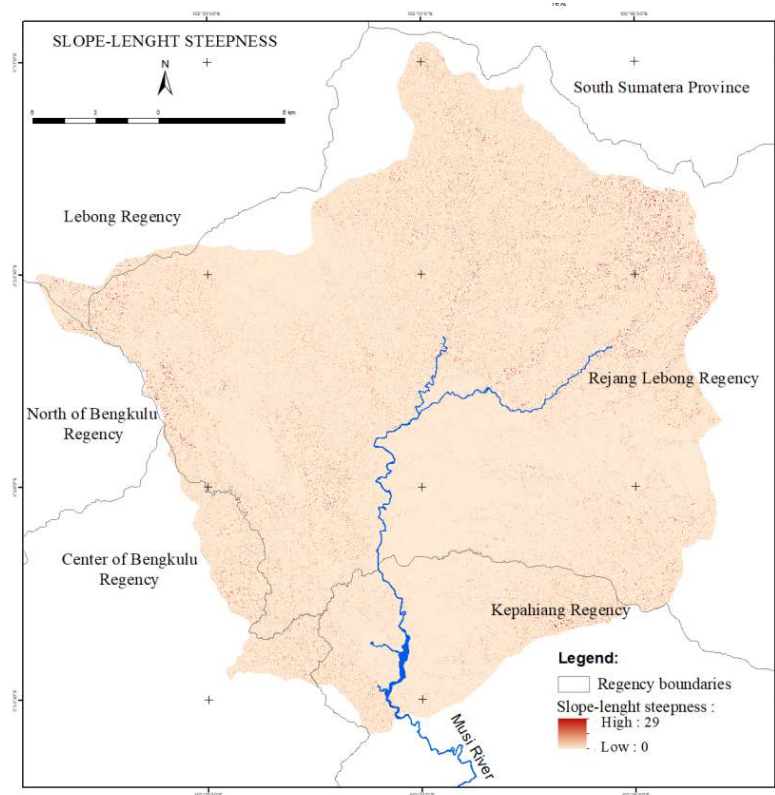 SLOPE-LENGHT STEEPNESS
N
South Sumatera Province
Lebong Regency
Rejang Lebong Regency
North of Bengkulu
Regency
Center of Bengkulu
Regency
Kepahiang Regency
Legend:
Regency boundaries
Slope-lenght steepness :
High : 29
Low : 0
Musi River